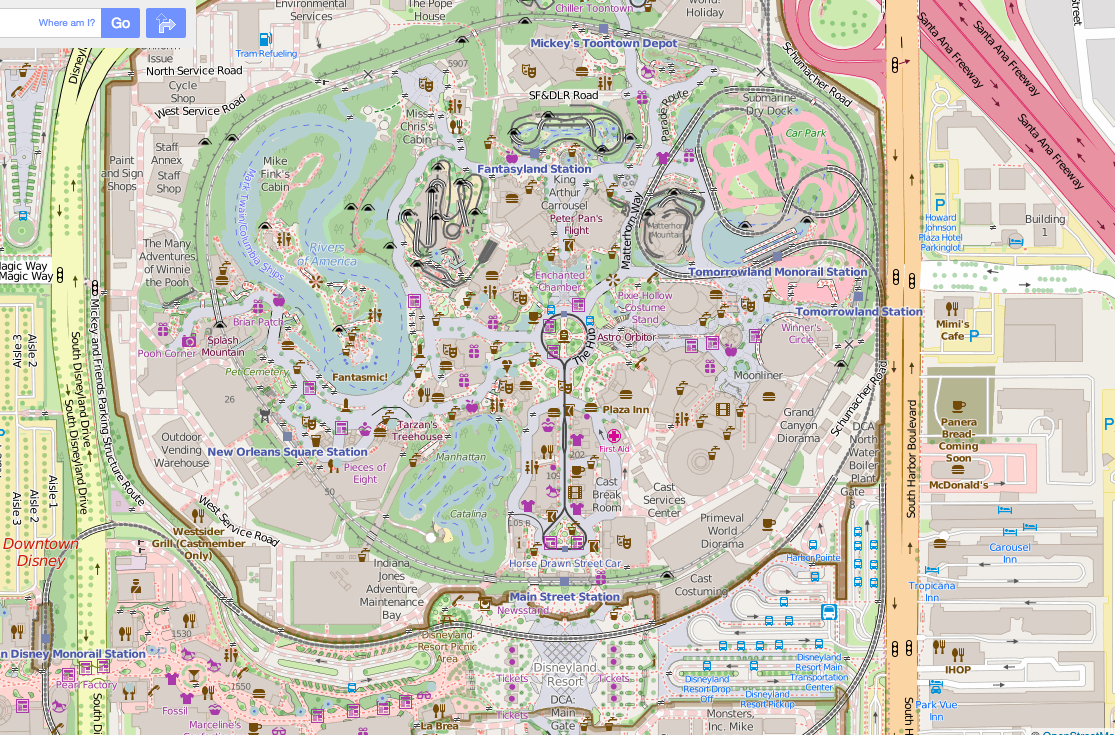 Where am I?
Go
Environmental
Services
The Pope
House
Chiller Toontown
World:
Holiday
Tram Refueling
Issue
North Service Road
Mickey's Toontown Depot
5907
Cycle
Shop
West Service Road
SF&DLR Road
Schumacher Road
Submarine
Dry Dock
Miss
Chris's
Cabin
Parade Route
Car Park
Santa Ana Freeway
Santa Ana Freeway
Santa Ana Freeway
Street
Paint
and Sign
Shops
Staff
Annex
Staff
Shop
Mike
Fink's
Cabin
Fantasyland Station
King
Arthur
Carrousel
Peter Pan's
Flight
Matterhorn Way
Matterhorn
Mountain
Mark Twain/Columbia Ships
Rivers
of America
Howard
Johnson
Plaza Hotel
Parkinglot
Building
1
The Many
Adventures
of Winnie
the Pooh
Magic Way
Magic Way
Tomorrowland Monorail Station
Enchanted
Chamber
Pixie Hollow
Costume
Stand
Tomorrowland Station
Briar Patch
Pooh Corner
Splash
Mountain
Astro Orbitor
The Hub
Winner's
Circle
Mimi's
Cafe
Aisle 2
Aisle 3
Mickey and Friends Parking Structure Route
South Disneyland Drive
South Disneyland Drive
Pet Cemetery
Fantasmic!
Moonliner
26
Plaza Inn
Schumacher Road
Tarzan's
Treehouse
Grand
Canyon
Diorama
South Harbor Boulevard
Panera
Bread-
Coming
Soon
First Aid
DCA
North
Water
Boiler
Plant
Gate
Outdoor
Vending
Warehouse
New Orleans Square Station
Manhattan
Pieces of
Eight
202
McDonald's
Aisle 1
Aisle 2
Aisle 3
50
Cast
Break
Room
Cast
Services
Center
Catalina
105 B
Primeval
World
Diorama
West Service Road
Westsider
Grill (Castmember
Only)
Downtown
Disney
Carousel
Inn
Harbor Pointe
Horse Drawn Street Car
Indiana
Jones
Adventure
Maintenance
Bay
Cast
Costuming
Tropicana
Inn
Main Street Station
Newsstand
1530
Disneyland
Resort Picnic
Area
n Disney Monorail Station
Disneyland
Resort
Tickets
Tickets
Disneyland
Resort Main
Transportation
Center
IHOP
Pearl Factory
1550
Disneyland
Resort Drop
Off
Disneyland
Resort Pickup
DCA:
Main
Gate
Tickets
Park Vue
Inn
Fossil
Marceline's
La Brea
Monsters,
Inc. Mike
South D
South H
© OpenStreetMa